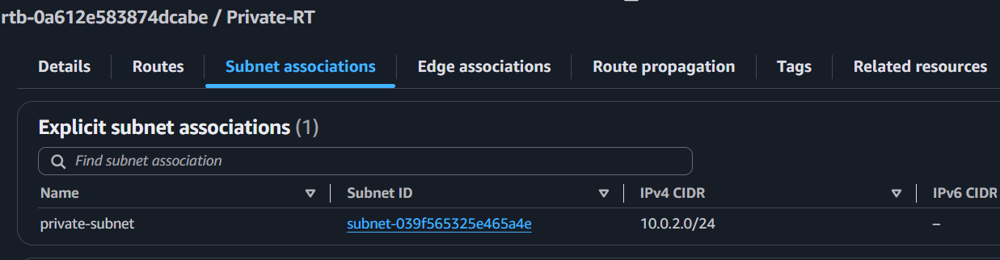 rtb-0a612e583874dcabe / Private-RT
Details Routes Subnet associations Edge associations Route propagation Tags Related resources
Explicit subnet associations (1)
Find subnet association
Name Subnet ID IPv4 CIDR IPv6 CIDR
private-subnet subnet-039f565325e465a4e 10.0.2.0/24 –